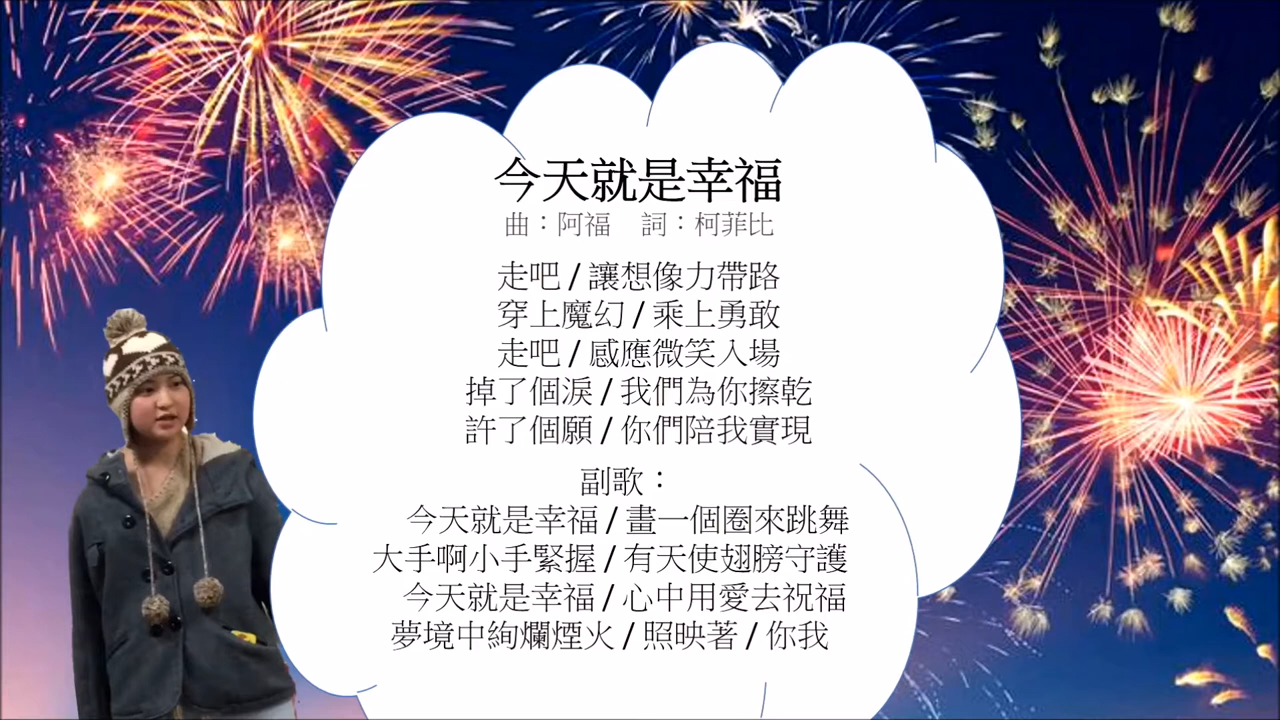 今天就是幸福
曲：阿福　詞：柯菲比
走吧 / 讓想像力帶路
穿上魔幻 / 乘上勇敢
走吧 / 感應微笑入場
掉了個淚 / 我們為你擦乾
許了個願 / 你們陪我實現
副歌：
今天就是幸福 / 畫一個圈來跳舞
大手啊小手緊握 / 有天使翅膀守護
今天就是幸福 / 心中用愛去祝福
夢境中絢爛煙火 / 照映著 / 你我